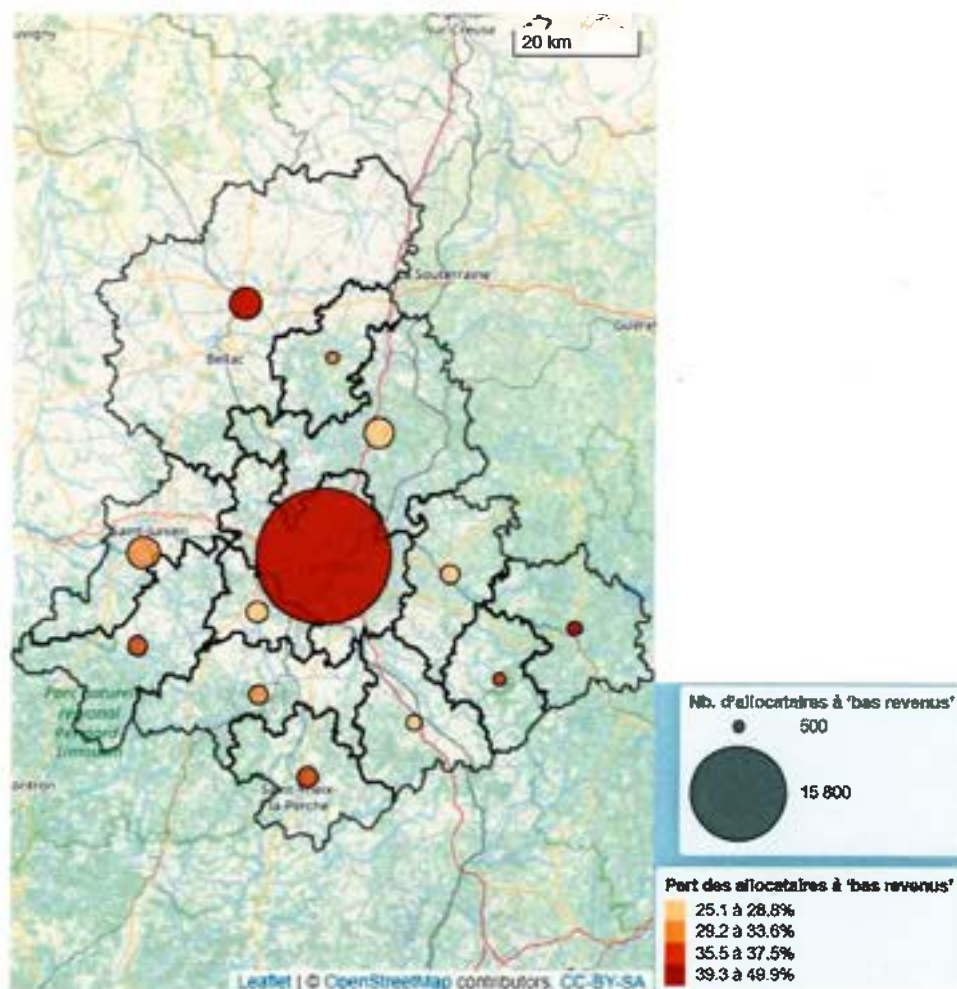 sur Creuse
20 km
Souterraine
Bellac
Nb. d'allocataires à 'bas revenus'
500
15 800
Part des allocataires à 'bas revenus'
25.1 à 28.8%
29.2 à 33.6%
35.5 à 37.5%
39.3 à 49.9%
Leaflet | © OpenStreetMap contributors, CC-BY-SA